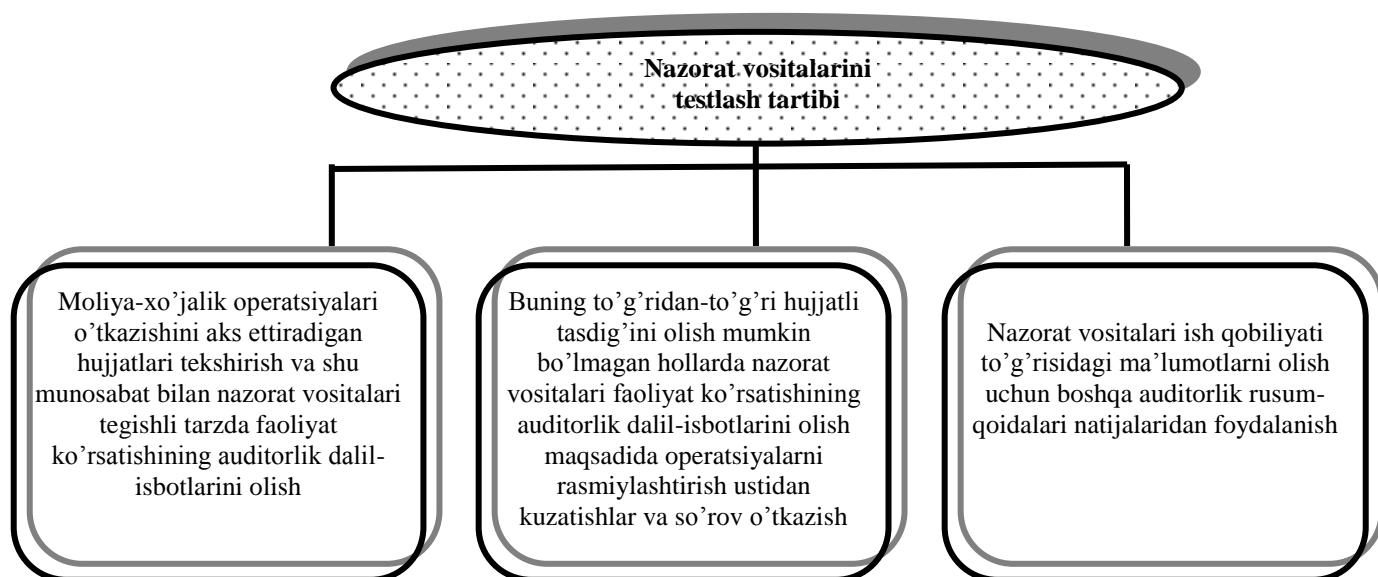 Nazorat vositalarini
testlash tartibi
Moliya-xo’jalik operatsiyalari
o’tkazishini aks ettiradigan
hujjatlari tekshirish va shu
munosabat bilan nazorat vositalari
tegishli tarzda faoliyat
ko’rsatishining auditorlik dalil-
isbotlarini olish
Buning to’g’ridan-to’g’ri hujjatli
tasdig’ini olish mumkin
bo’lmagan hollarda nazorat
vositalari faoliyat ko’rsatishining
auditorlik dalil-isbotlarini olish
maqsadida operatsiyalarni
rasmiylashtirish ustidan
kuzatishlar va so’rov o’tkazish
Nazorat vositalari ish qobiliyati
to’g’risidagi ma’lumotlarni olish
uchun boshqa auditorlik rusum-
qoidalari natijalaridan foydalanish